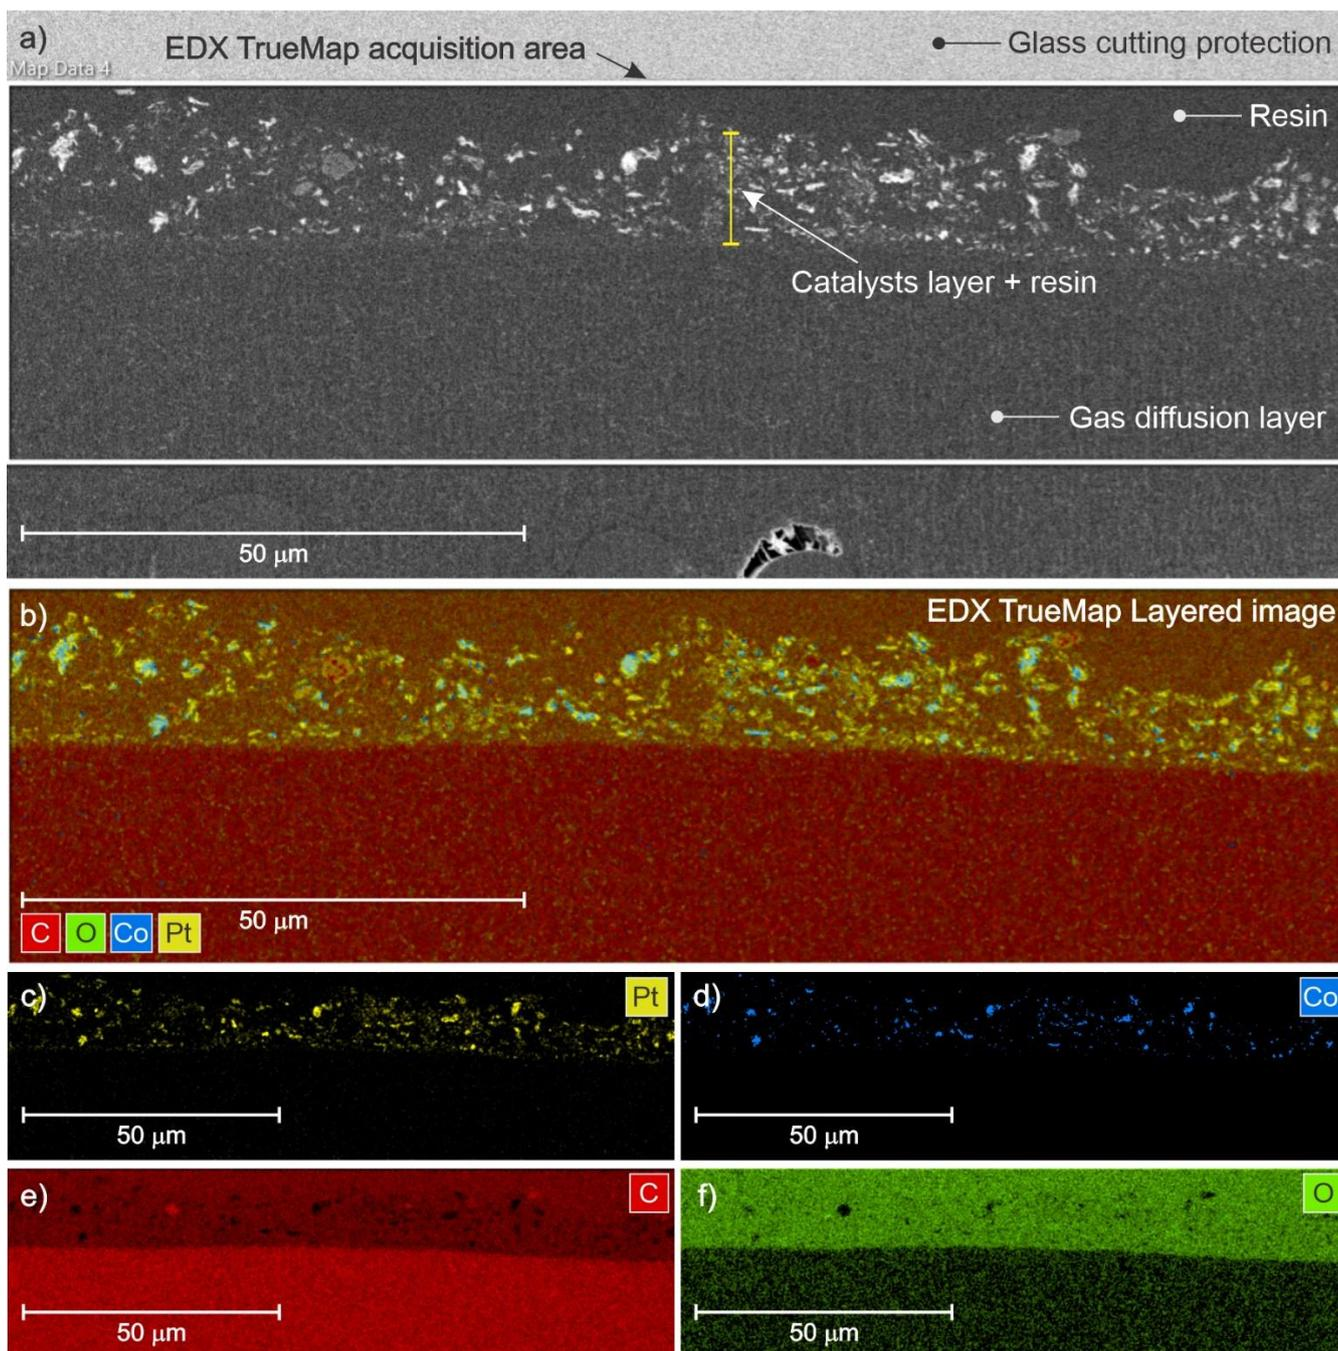 a)
EDX TrueMap acquisition area
Glass cutting protection
Map Data 4
Resin
Catalysts layer + resin
Gas diffusion layer
50 μm
b)
EDX TrueMap Layered image
50 μm
C O Co Pt
c)
Pt
d)
Co
50 μm
50 μm
e)
C
f)
O
50 μm
50 μm